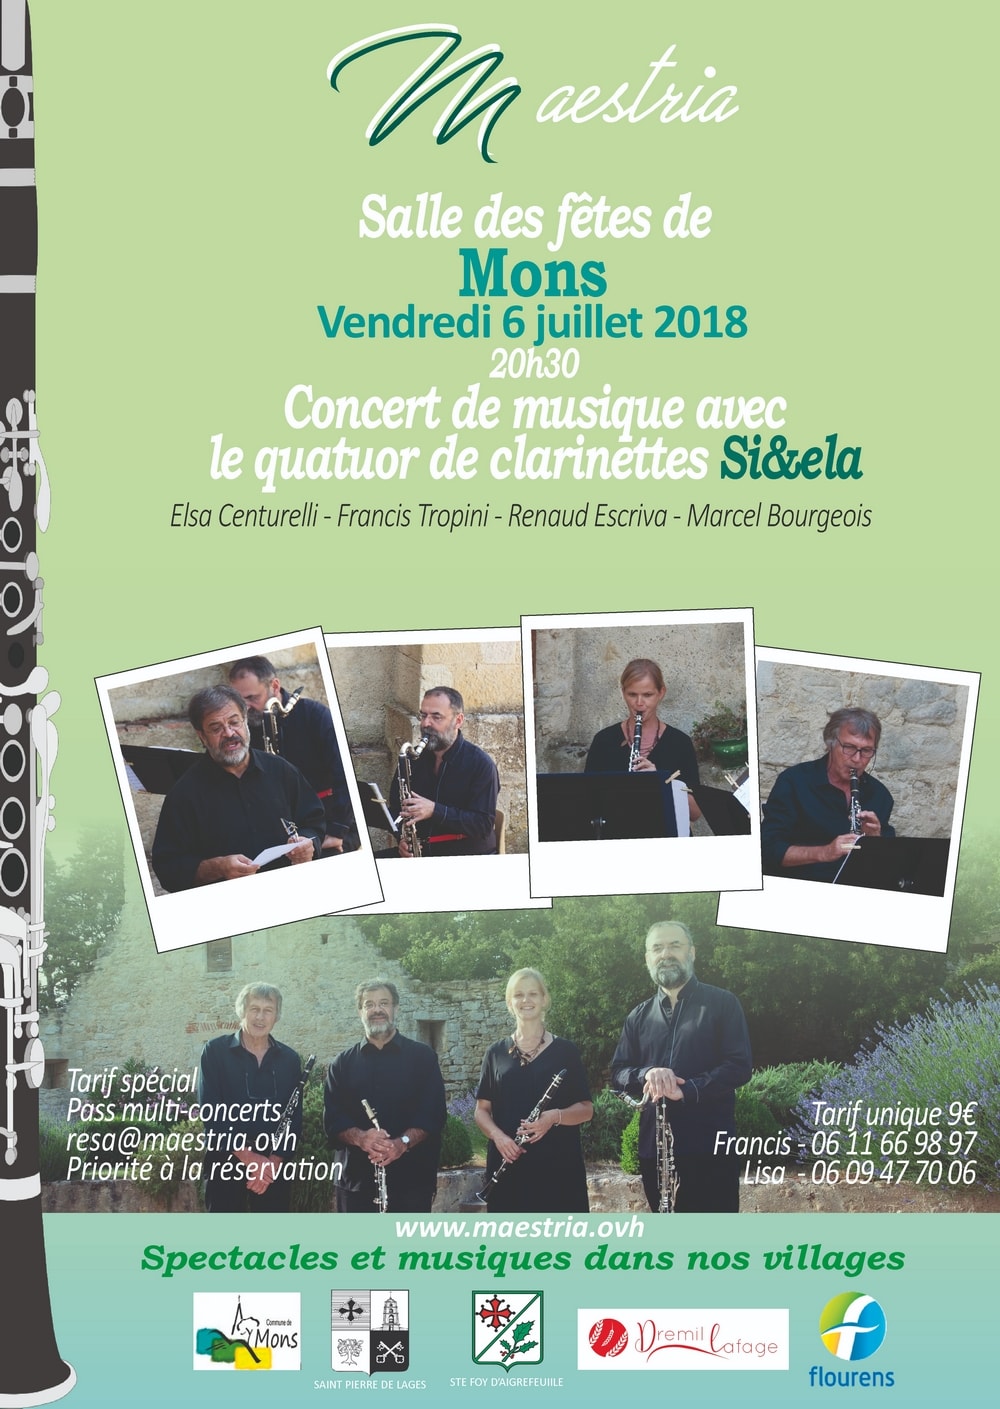 Maestria
Salle des fêtes de
Mons
Vendredi 6 juillet 2018
20h30
Concert de musique avec
le quatuor de clarinettes Si&ela
Elsa Centurelli - Francis Tropini - Renaud Escriva - Marcel Bourgeois
Tarif spécial
Pass multi-concerts
resa@maestria.ovh
Priorité à la réservation
Tarif unique 9€
Francis - 06 11 66 98 97
Lisa - 06 09 47 70 06
www.maestria.ovh
Spectacles et musiques dans nos villages
Commune de
Mons
SAINT PIERRE DE LAGES
STE FOY D'AIGREFEUIILE
Dremil Lafage
flourens